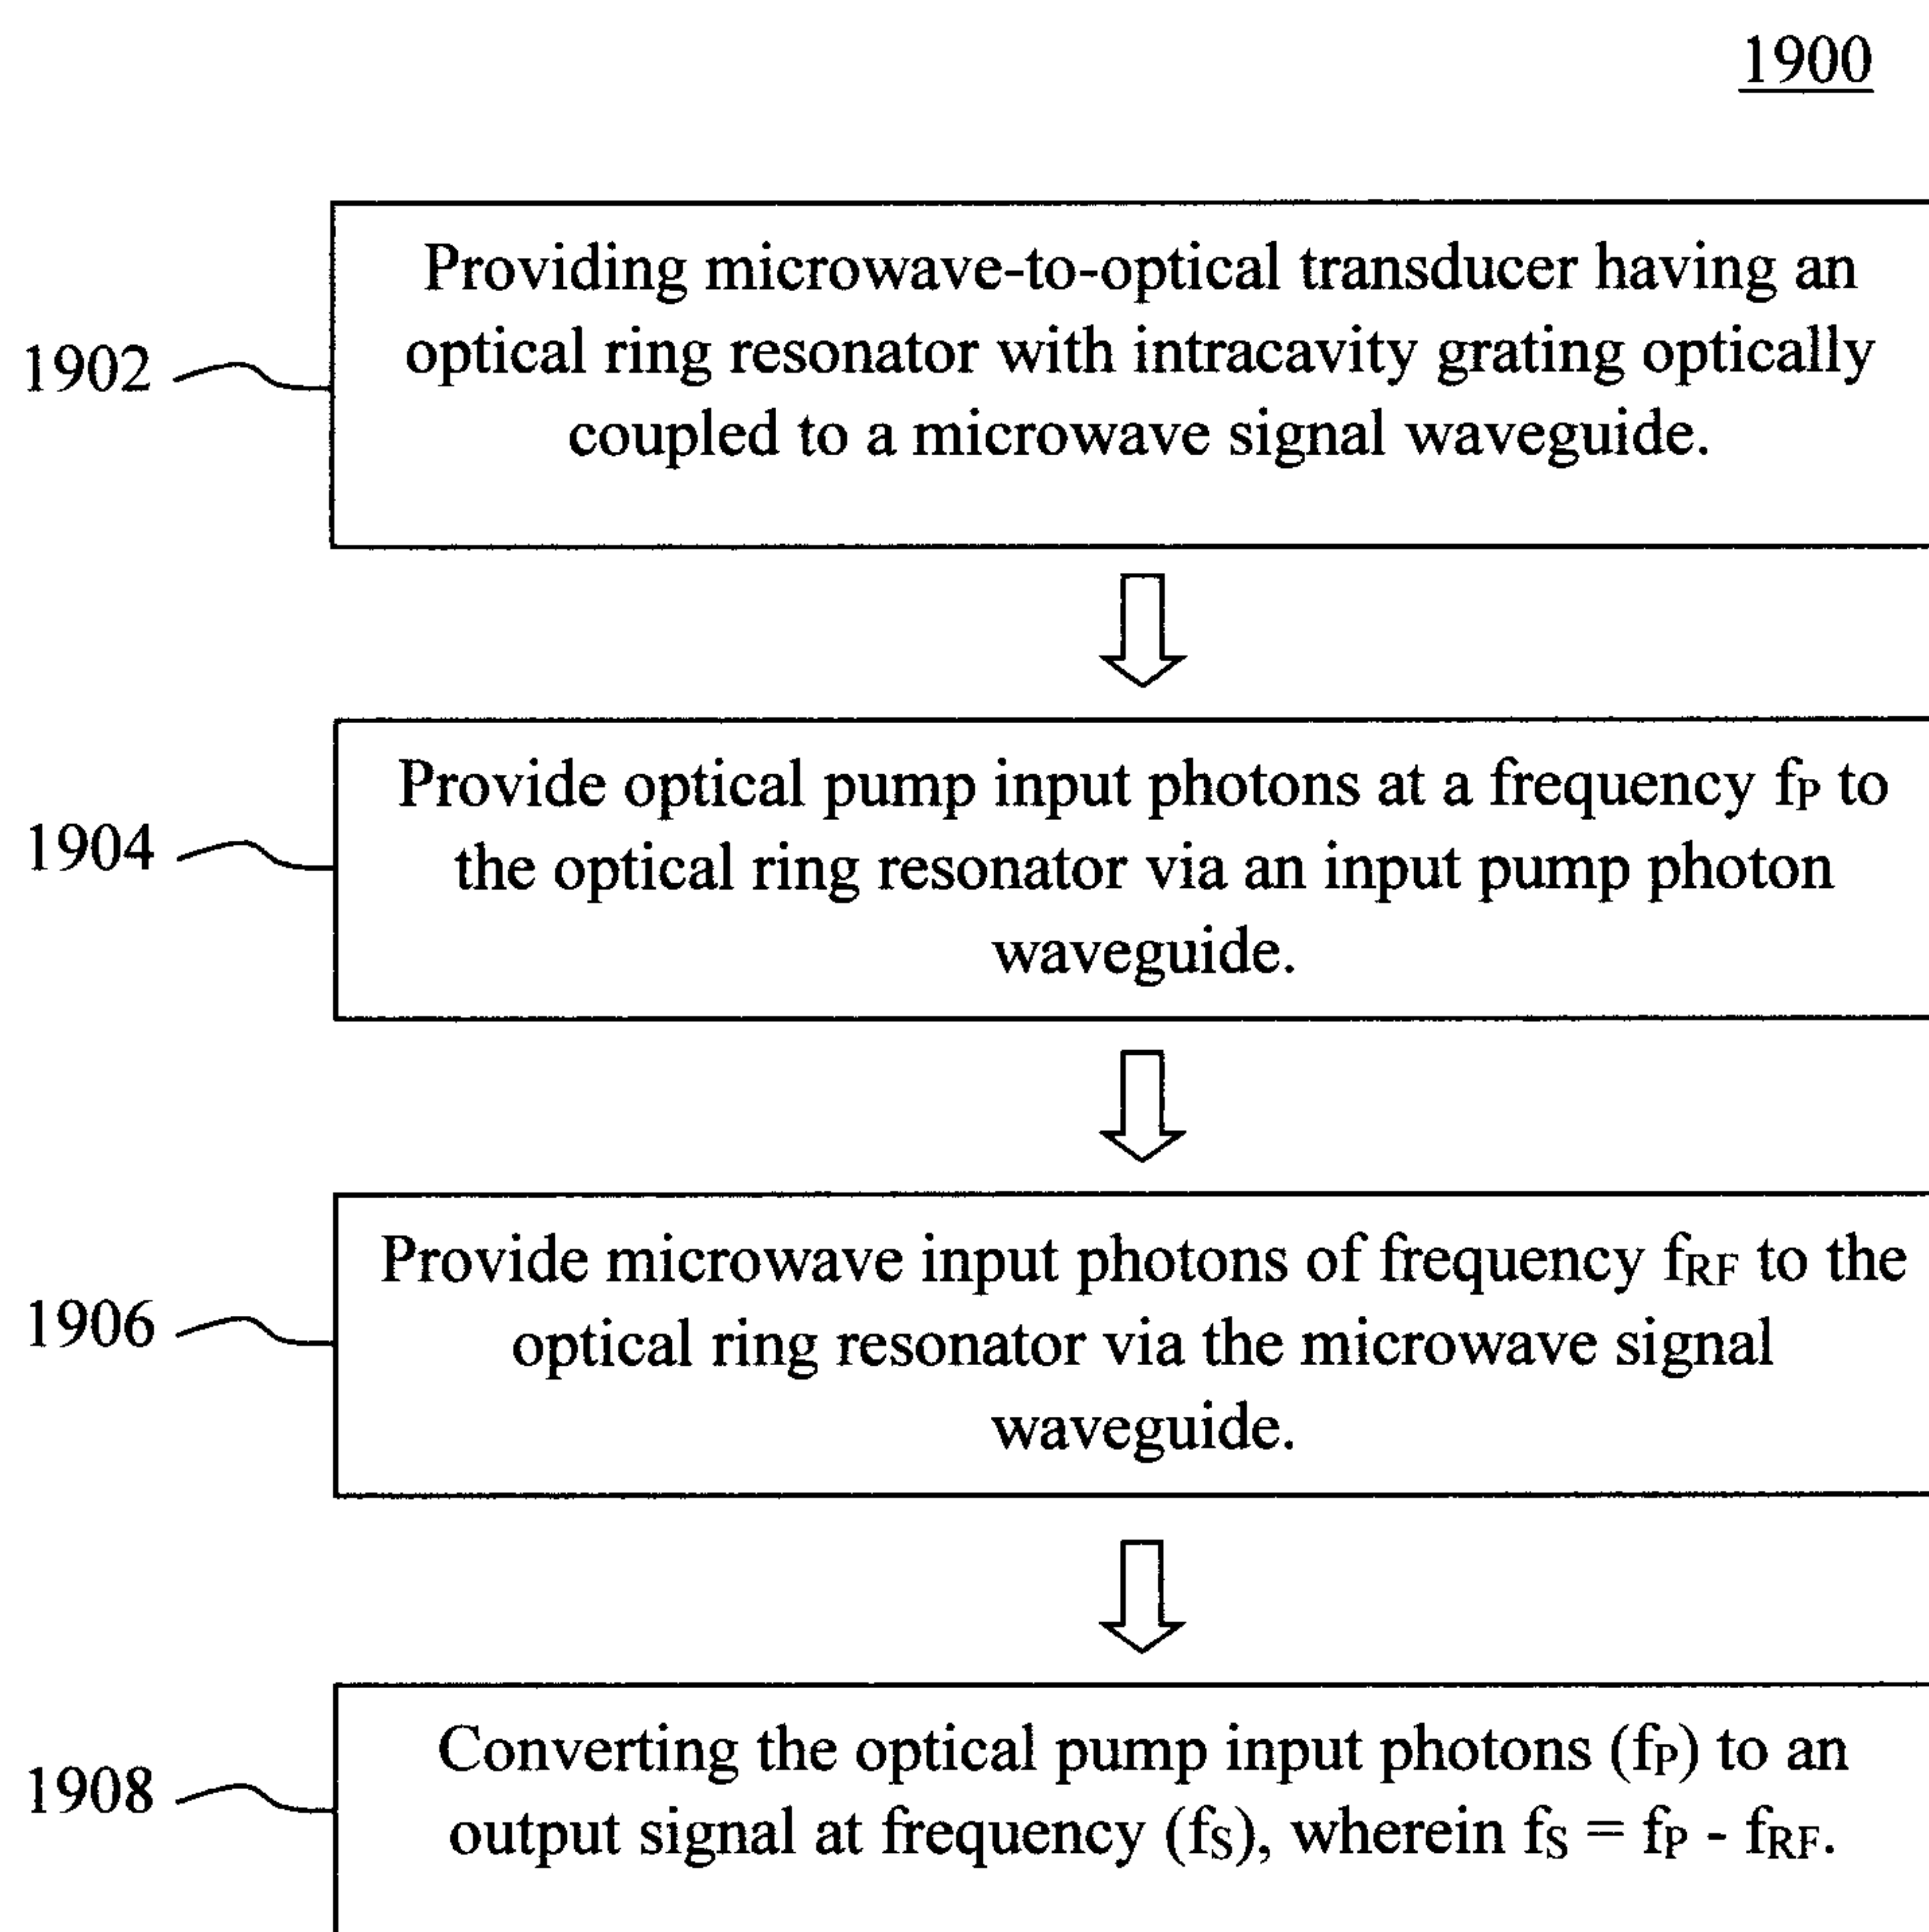 1900
Providing microwave-to-optical transducer having an
optical ring resonator with intracavity grating optically
coupled to a microwave signal waveguide.
1902
Provide optical pump input photons at a frequency fP to
the optical ring resonator via an input pump photon
waveguide.
1904
Provide microwave input photons of frequency fRF to the
optical ring resonator via the microwave signal
waveguide.
1906
Converting the optical pump input photons (fP) to an
output signal at frequency (fS), wherein fS = fP - fRF.
1908